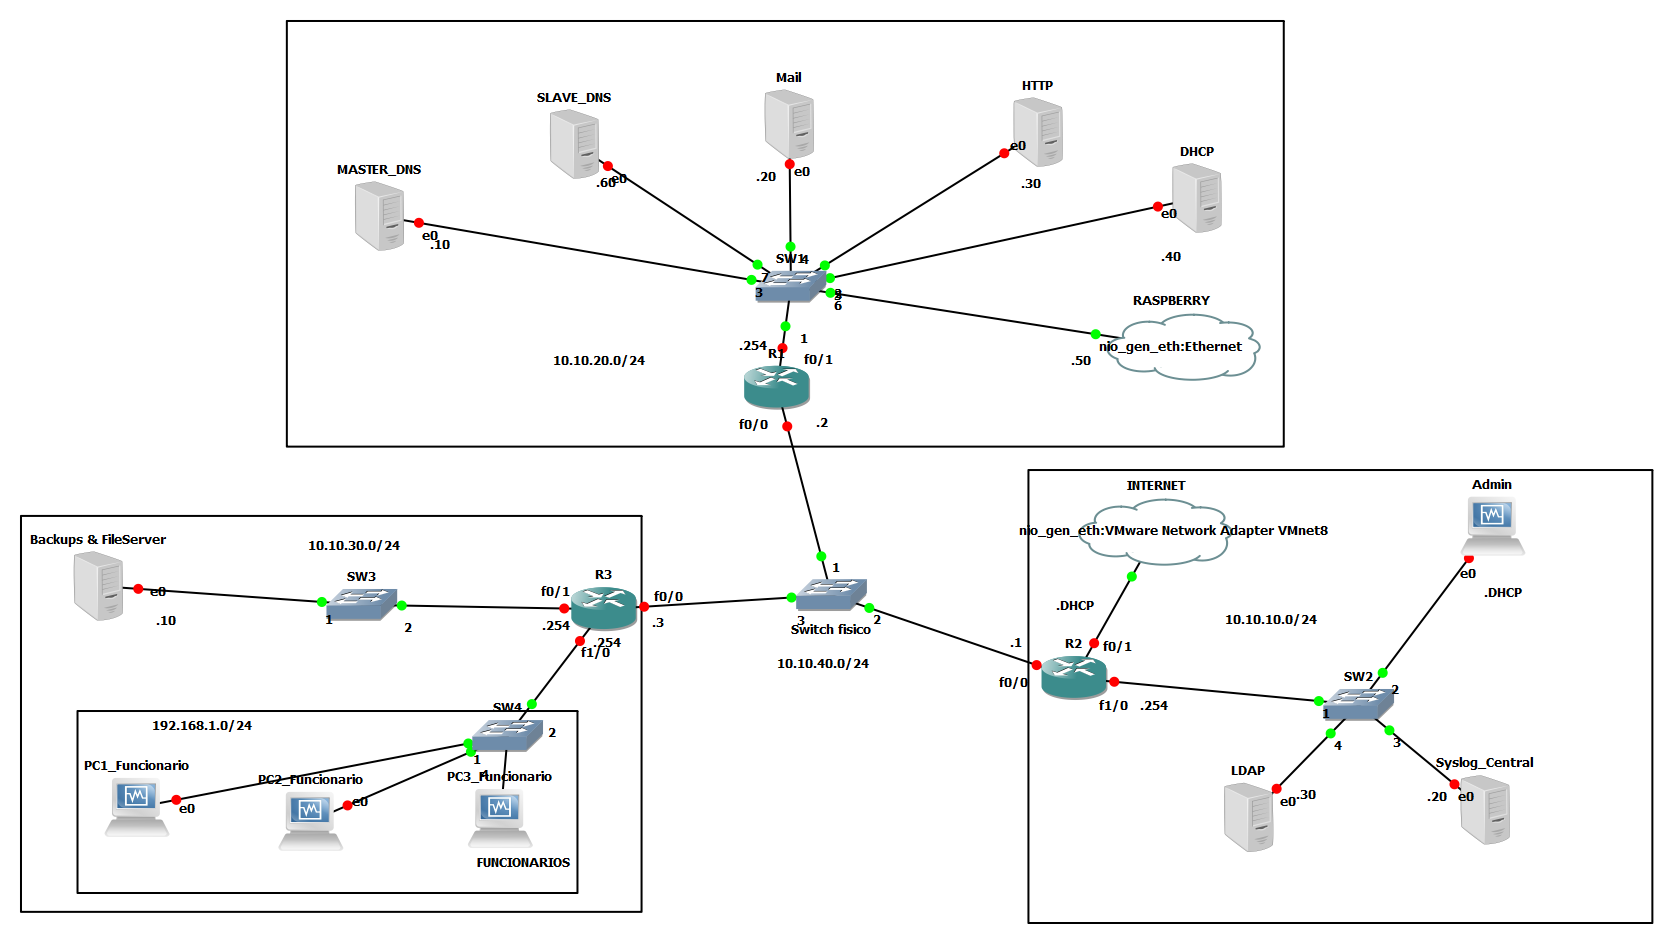 Mail
HTTP
SLAVE_DNS
DHCP
MASTER_DNS
e0
.20
e0
.60
e0
.30
e0
e0
.10
.40
SW1
4
7
3
6
RASPBERRY
nio_gen_eth:Ethernet
.50
.254
1
R1
f0/1
10.10.20.0/24
f0/0
.2
INTERNET
nio_gen_eth:VMware Network Adapter VMnet8
Admin
e0
.DHCP
.DHCP
10.10.10.0/24
Backups & FileServer
10.10.30.0/24
e0
.10
SW3
1
2
f0/1
R3
f0/0
.254
.3
.254
f1/0
1
3
2
Switch fisico
10.10.40.0/24
.1
f0/0
R2
f0/1
f1/0
.254
SW2
2
1
4
3
LDAP
e0
.30
Syslog_Central
.20
e0
192.168.1.0/24
SW4
2
1
4
PC1_Funcionario
e0
PC2_Funcionario
e0
PC3_Funcionario
FUNCIONARIOS